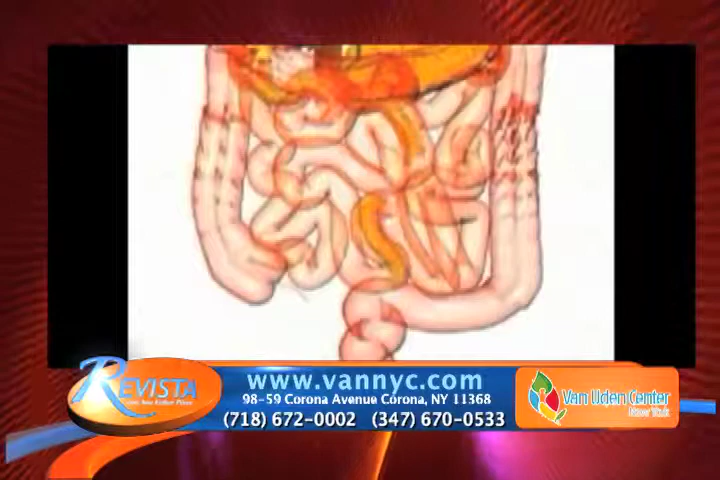 REVISTA
www.vannyc.com
98-59 Corona Avenue Corona, NY 11368
(718) 672-0002 (347) 670-0533
Van Uden Center
New York